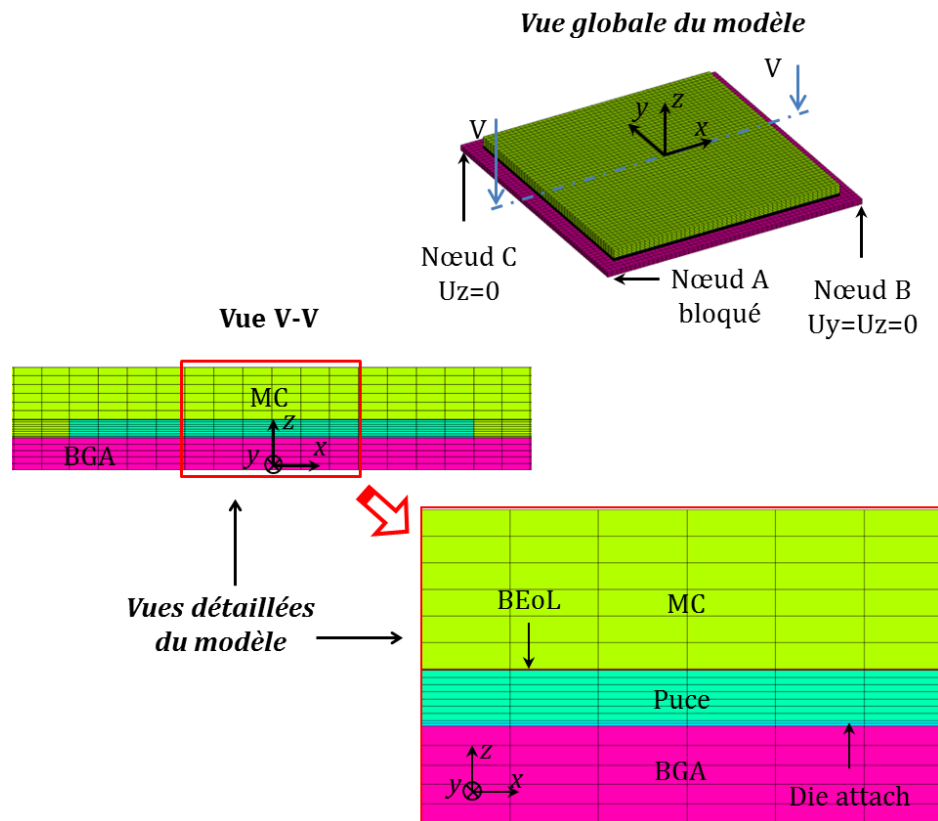 Vue globale du modèle
V
V
z
y
x
Nœud C
Uz=0
Nœud A
bloqué
Nœud B
Uy=Uz=0
Vue V-V
MC
z
BGA
y
x
Vues détaillées
du modèle
BEoL
MC
Puce
z
BGA
y
x
Die attach